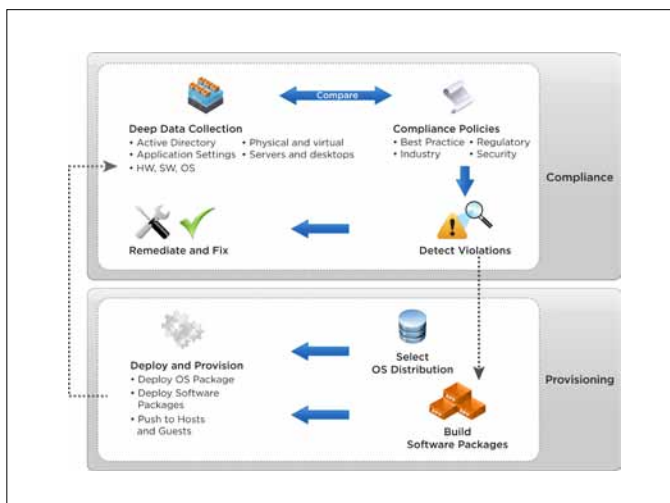 Compare
Deep Data Collection
• Active Directory
• Application Settings
• HW, SW, OS
• Physical and virtual
• Servers and desktops
Compliance Policies
• Best Practice
• Industry
• Regulatory
• Security
Compliance
Remediate and Fix
Detect Violations
Deploy and Provision
• Deploy OS Package
• Deploy Software
Packages
• Push to Hosts
and Guests
Select
OS Distribution
Provisioning
Build
Software Packages